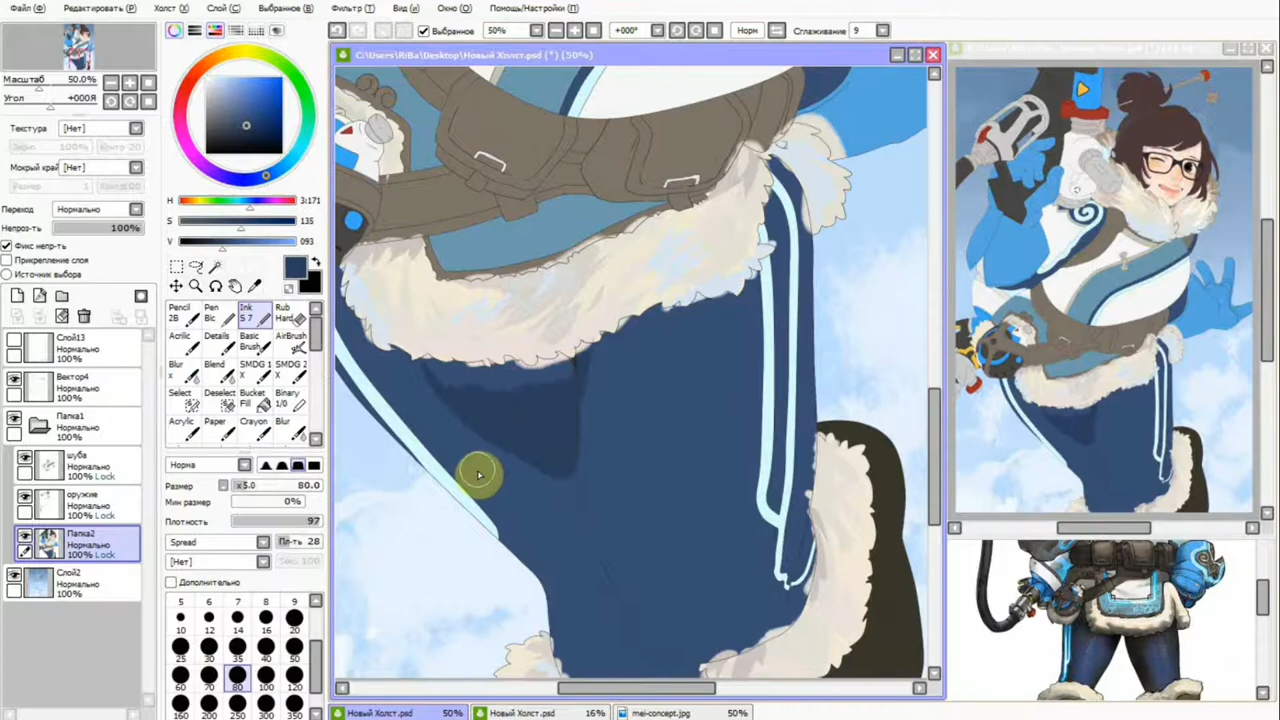 Файл (Ф)
Редактировать (Р)
Холст (Х)
Слой (С)
Выбранное (В)
Фильтр (Т)
Вид (И)
Окно (О)
Помощь/Настройки (П)
Выбранное
50%
+000°
Норм
Сглаживание
9
C:\Users\RiBa\Desktop\Новый Холст.psd (*) (50%)
Масштаб
50.0%
Угол
+000Я
Текстура
[Нет]
100%
Мокрый край
[Нет]
Переход
Нормально
Непроз-ть
100%
Фикс непр-ть
Прикрепление слоя
Источник выбора
Слой13
Нормально
100%
Вектор4
Нормально
100%
Папка1
Нормально
100%
шуба
Нормально
100% Lock
оружие
Нормально
100% Lock
Папка2
Нормально
100% Lock
Слой2
Нормально
100%
H
3:171
S
135
V
093
Pencil
2B
Pen
Bic
Ink
S 7
Rub
Hard
Acrilic
Details
Basic
Brush
AirBrush
Blur
x
Blend
SMDG 1
X
SMDG 2
X
Select
Deselect
Bucket
Fill
Binary
1/0
Acrylic
Paper
Crayon
Blur
Норма
Размер
x5.0
80.0
Мин размер
0%
Плотность
97
Spread
Пл-ть 28
[Нет]
Дополнительно
5
6
7
8
9
10
12
14
16
20
25
30
35
40
50
60
70
80
100
120
160
200
250
300
350
Новый Холст.psd
50%
Новый Холст.psd
16%
mei-concept.jpg
50%